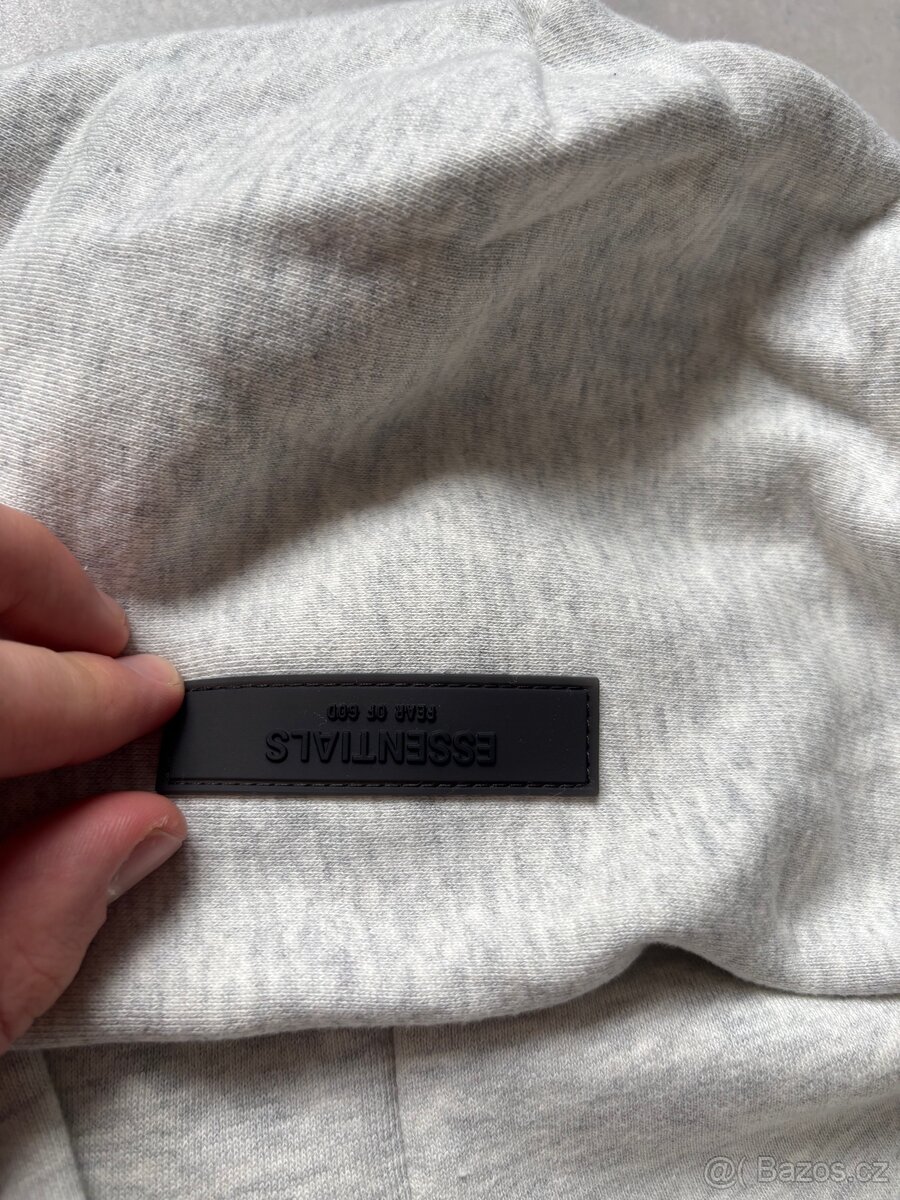 ESSENTIALS
FEAR OF GOD
@( Bazos.cz